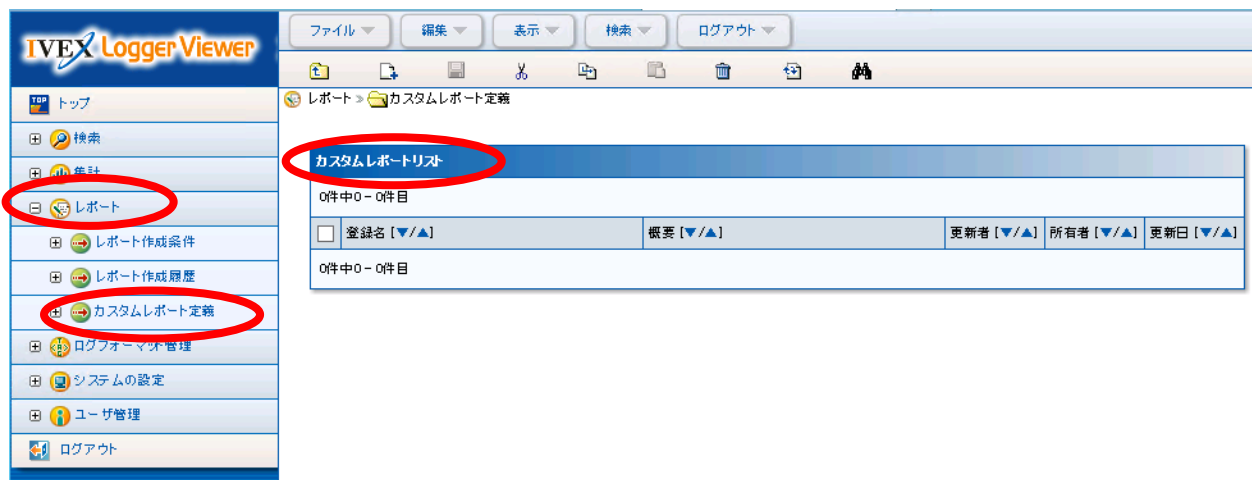 IVEX Logger Viewer
ファイル 編集 表示 検索 ログアウト
レポート » カスタムレポート定義
TOP トップ
検索
集計
レポート
レポート作成条件
レポート作成履歴
カスタムレポート定義
ログフォーマット管理
システムの設定
ユーザ管理
ログアウト
カスタムレポートリスト
0件中0 - 0件目
登録名 [▼/▲] 概要 [▼/▲] 更新者 [▼/▲] 所有者 [▼/▲] 更新日 [▼/▲]
0件中0 - 0件目